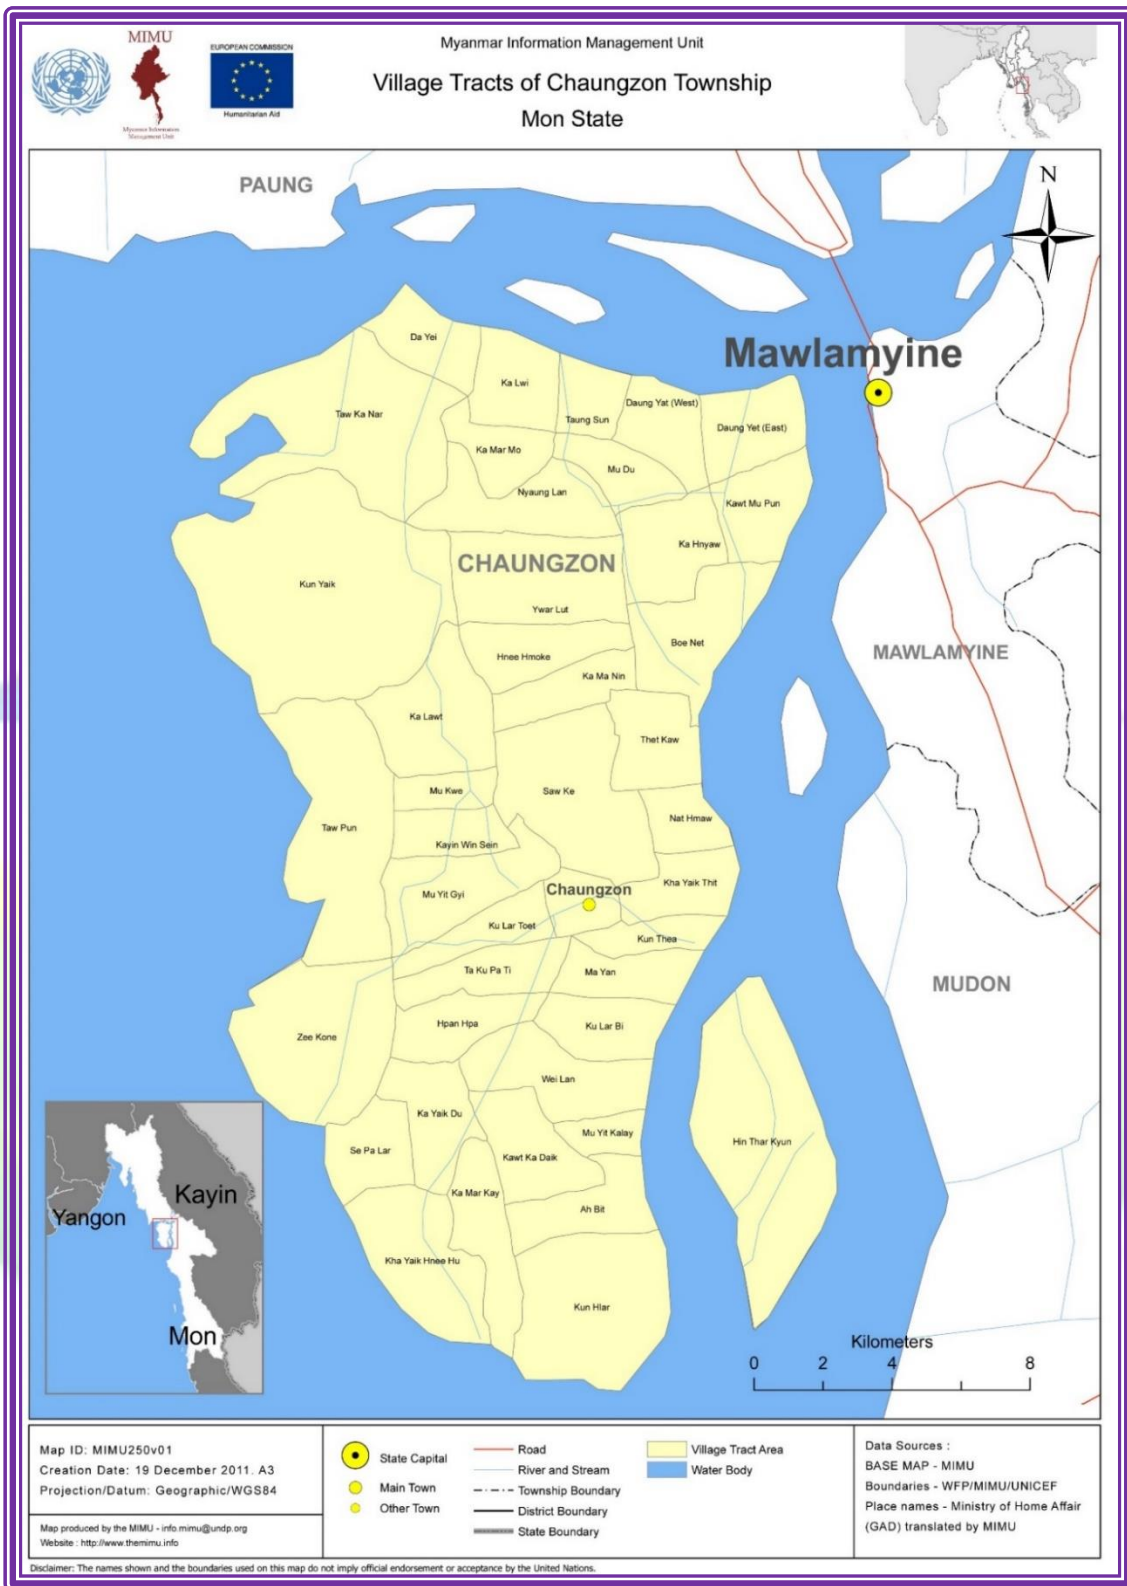 MIMU
Myanmar Information
Management Unit
EUROPEAN COMMISSION
Humanitarian Aid
Myanmar Information Management Unit
Village Tracts of Chaungzon Township
Mon State
PAUNG
N
Mawlamyine
Da Yei
Ka Lwi
Taw Ka Nar
Taung Sun
Daung Yat (West)
Daung Yet (East)
Ka Mar Mo
Mu Du
Nyaung Lan
Kawt Mu Pun
Ka Hnyaw
CHAUNGZON
Kun Yaik
Ywar Lut
Boe Net
MAWLAMYINE
Hnee Hmoke
Ka Ma Nin
Ka Lawt
Thet Kaw
Mu Kwe
Saw Ke
Nat Hmaw
Taw Pun
Kayin Win Sein
Kha Yaik Thit
Chaungzon
Mu Yit Gyi
Ku Lar Toet
Kun Thea
Ta Ku Pa Ti
Ma Yan
MUDON
Hpan Hpa
Ku Lar Bi
Zee Kone
Wei Lan
Ka Yaik Du
Mu Yit Kalay
Hin Thar Kyun
Se Pa Lar
Kawt Ka Daik
Ka Mar Kay
Ah Bit
Kha Yaik Hnee Hu
Kun Hlar
Kayin
Yangon
Mon
Kilometers
0 2 4 8
Map ID: MIMU250v01
Creation Date: 19 December 2011. A3
Projection/Datum: Geographic/WGS84
Map produced by the MIMU - info.mimu@undp.org
Website : http://www.themimu.info
State Capital
Main Town
Other Town
Road
River and Stream
Township Boundary
District Boundary
State Boundary
Village Tract Area
Water Body
Data Sources :
BASE MAP - MIMU
Boundaries - WFP/MIMU/UNICEF
Place names - Ministry of Home Affair
(GAD) translated by MIMU
Disclaimer: The names shown and the boundaries used on this map do not imply official endorsement or acceptance by the United Nations.